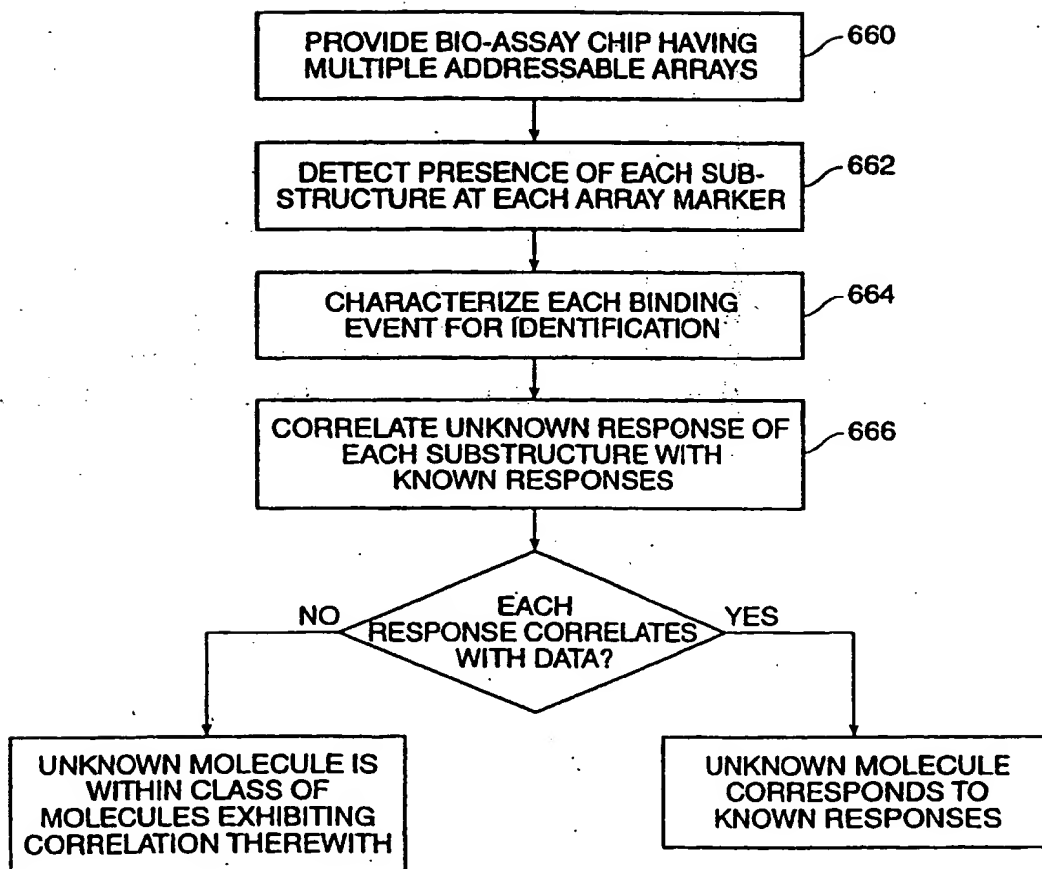 PROVIDE BIO-ASSAY CHIP HAVING
MULTIPLE ADDRESSABLE ARRAYS
660
DETECT PRESENCE OF EACH SUB-
STRUCTURE AT EACH ARRAY MARKER
662
CHARACTERIZE EACH BINDING
EVENT FOR IDENTIFICATION
664
CORRELATE UNKNOWN RESPONSE OF
EACH SUBSTRUCTURE WITH
KNOWN RESPONSES
666
EACH
RESPONSE CORRELATES
WITH DATA?
NO
YES
UNKNOWN MOLECULE IS
WITHIN CLASS OF
MOLECULES EXHIBITING
CORRELATION THEREWITH
UNKNOWN MOLECULE
CORRESPONDS TO
KNOWN RESPONSES